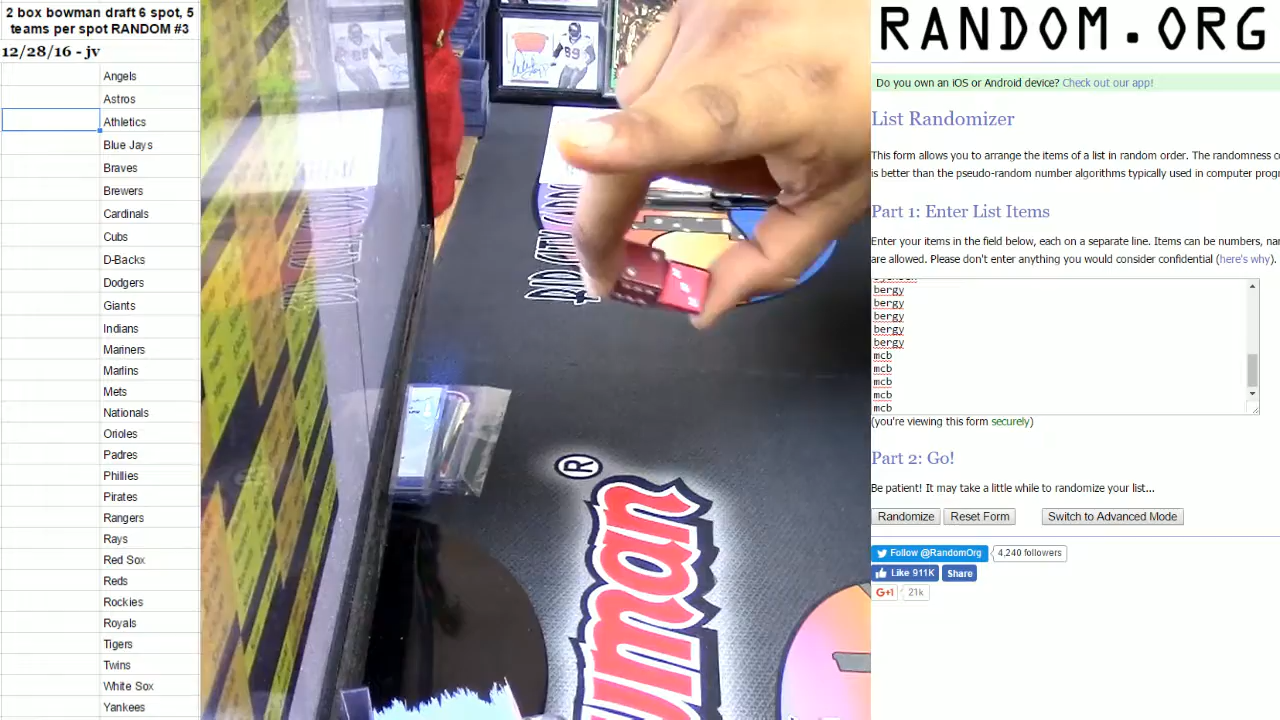 2 box bowman draft 6 spot, 5
teams per spot RANDOM #3
12/28/16 - jv
Angels
Astros
Athletics
Blue Jays
Braves
Brewers
Cardinals
Cubs
D-Backs
Dodgers
Giants
Indians
Mariners
Marlins
Mets
Nationals
Orioles
Padres
Phillies
Pirates
Rangers
Rays
Red Sox
Reds
Rockies
Royals
Tigers
Twins
White Sox
Yankees
89
®
RANDOM.ORG
Do you own an iOS or Android device? Check out our app!
List Randomizer
This form allows you to arrange the items of a list in random order. The randomness c
is better than the pseudo-random number algorithms typically used in computer prog
Part 1: Enter List Items
Enter your items in the field below, each on a separate line. Items can be numbers, na
are allowed. Please don't enter anything you would consider confidential (here's why).
bergy
bergy
bergy
bergy
bergy
mcb
mcb
mcb
mcb
mcb
(you're viewing this form securely)
Part 2: Go!
Be patient! It may take a little while to randomize your list...
Randomize
Reset Form
Switch to Advanced Mode
Follow @RandomOrg
4,240 followers
Like 911K
Share
G+1
21k